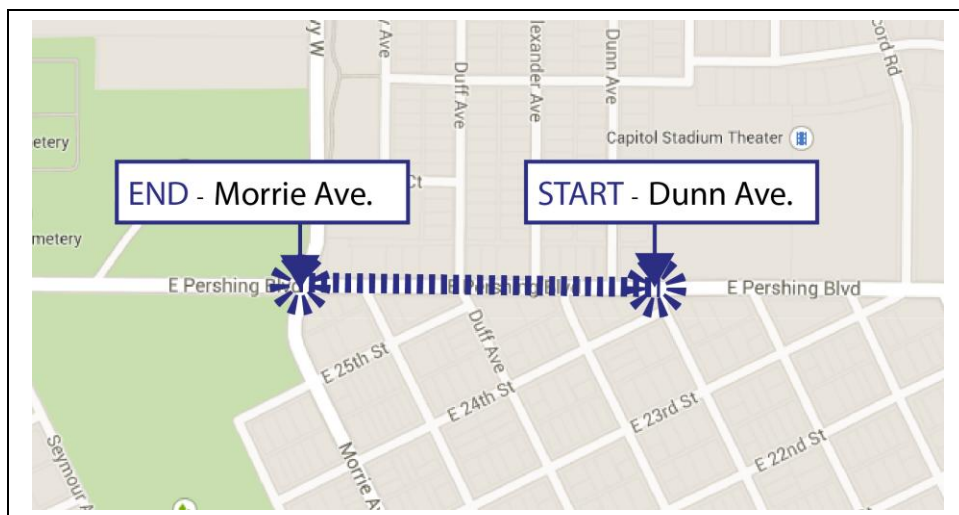 vy W
y Ave
Duff Ave
lexander Ave
Dunn Ave
cord Rd
etery
Capitol Stadium Theater
END - Morrie Ave.
Ct
START - Dunn Ave.
metery
E Pershing Blvd
E Pershing Blvd
E Pershing Blvd
Duff Ave
E 25th St
E 24th St
E 23rd St
E 22nd St
Seymour A
Morrie Av